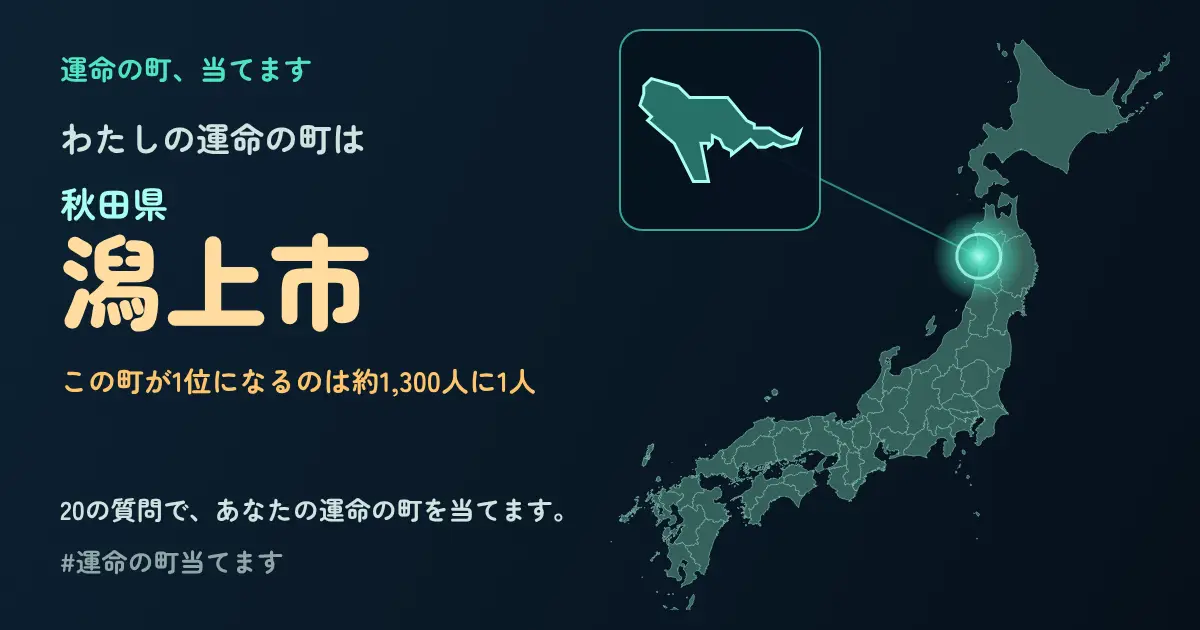 運命の町、当てます
わたしの運命の町は
秋田県
潟上市
この町が1位になるのは約1,300人に1人
20の質問で、あなたの運命の町を当てます。
#運命の町当てます